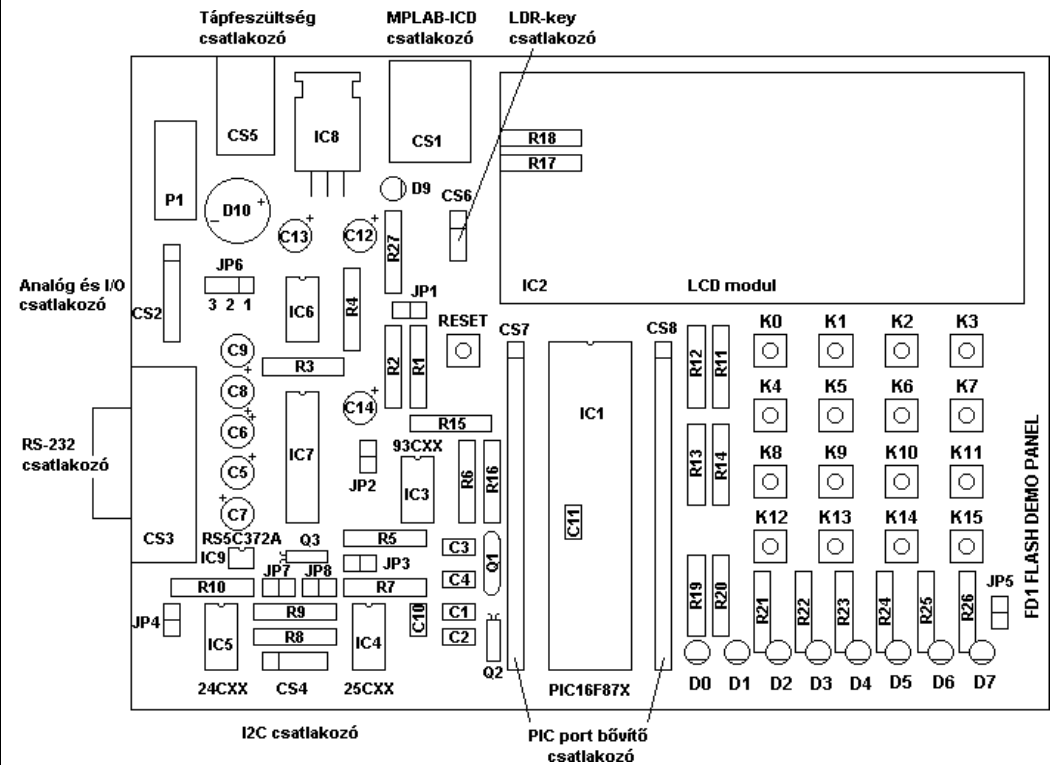 Tápfeszültség
csatlakozó
MPLAB-ICD
csatlakozó
LDR-key
csatlakozó
CS5
IC8
CS1
R18
R17
P1
D10
+
–
D9
CS6
C13
+
C12
+
R27
Analóg és I/O
csatlakozó
CS2
JP6
3 2 1
IC6
R4
JP1
IC2
LCD modul
RESET
CS7
CS8
K0
K1
K2
K3
C9
R3
R2
R1
R12
R11
C8
+
K4
K5
K6
K7
C14
+
IC1
C6
+
R15
RS-232
csatlakozó
IC7
93CXX
R13
R14
K8
K9
K10
K11
C5
+
JP2
IC3
R6
R16
C7
+
C11
K12
K13
K14
K15
CS3
RS5C372A
IC9
Q3
R5
C3
Q1
JP7
JP8
JP3
C4
R10
R7
R19
R20
R21
R22
R23
R24
R25
R26
JP5
JP4
R9
C10
C1
IC5
R8
IC4
C2
Q2
24CXX
CS4
25CXX
PIC16F87X
D0
D1
D2
D3
D4
D5
D6
D7
FD1 FLASH DEMO PANEL
I2C csatlakozó
PIC port bővítő
csatlakozó